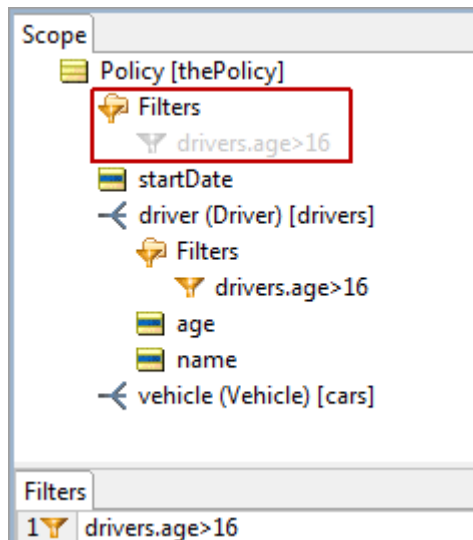 Scope
Policy [thePolicy]
Filters
drivers.age>16
startDate
driver (Driver) [drivers]
Filters
drivers.age>16
age
name
vehicle (Vehicle) [cars]
Filters
1 drivers.age>16